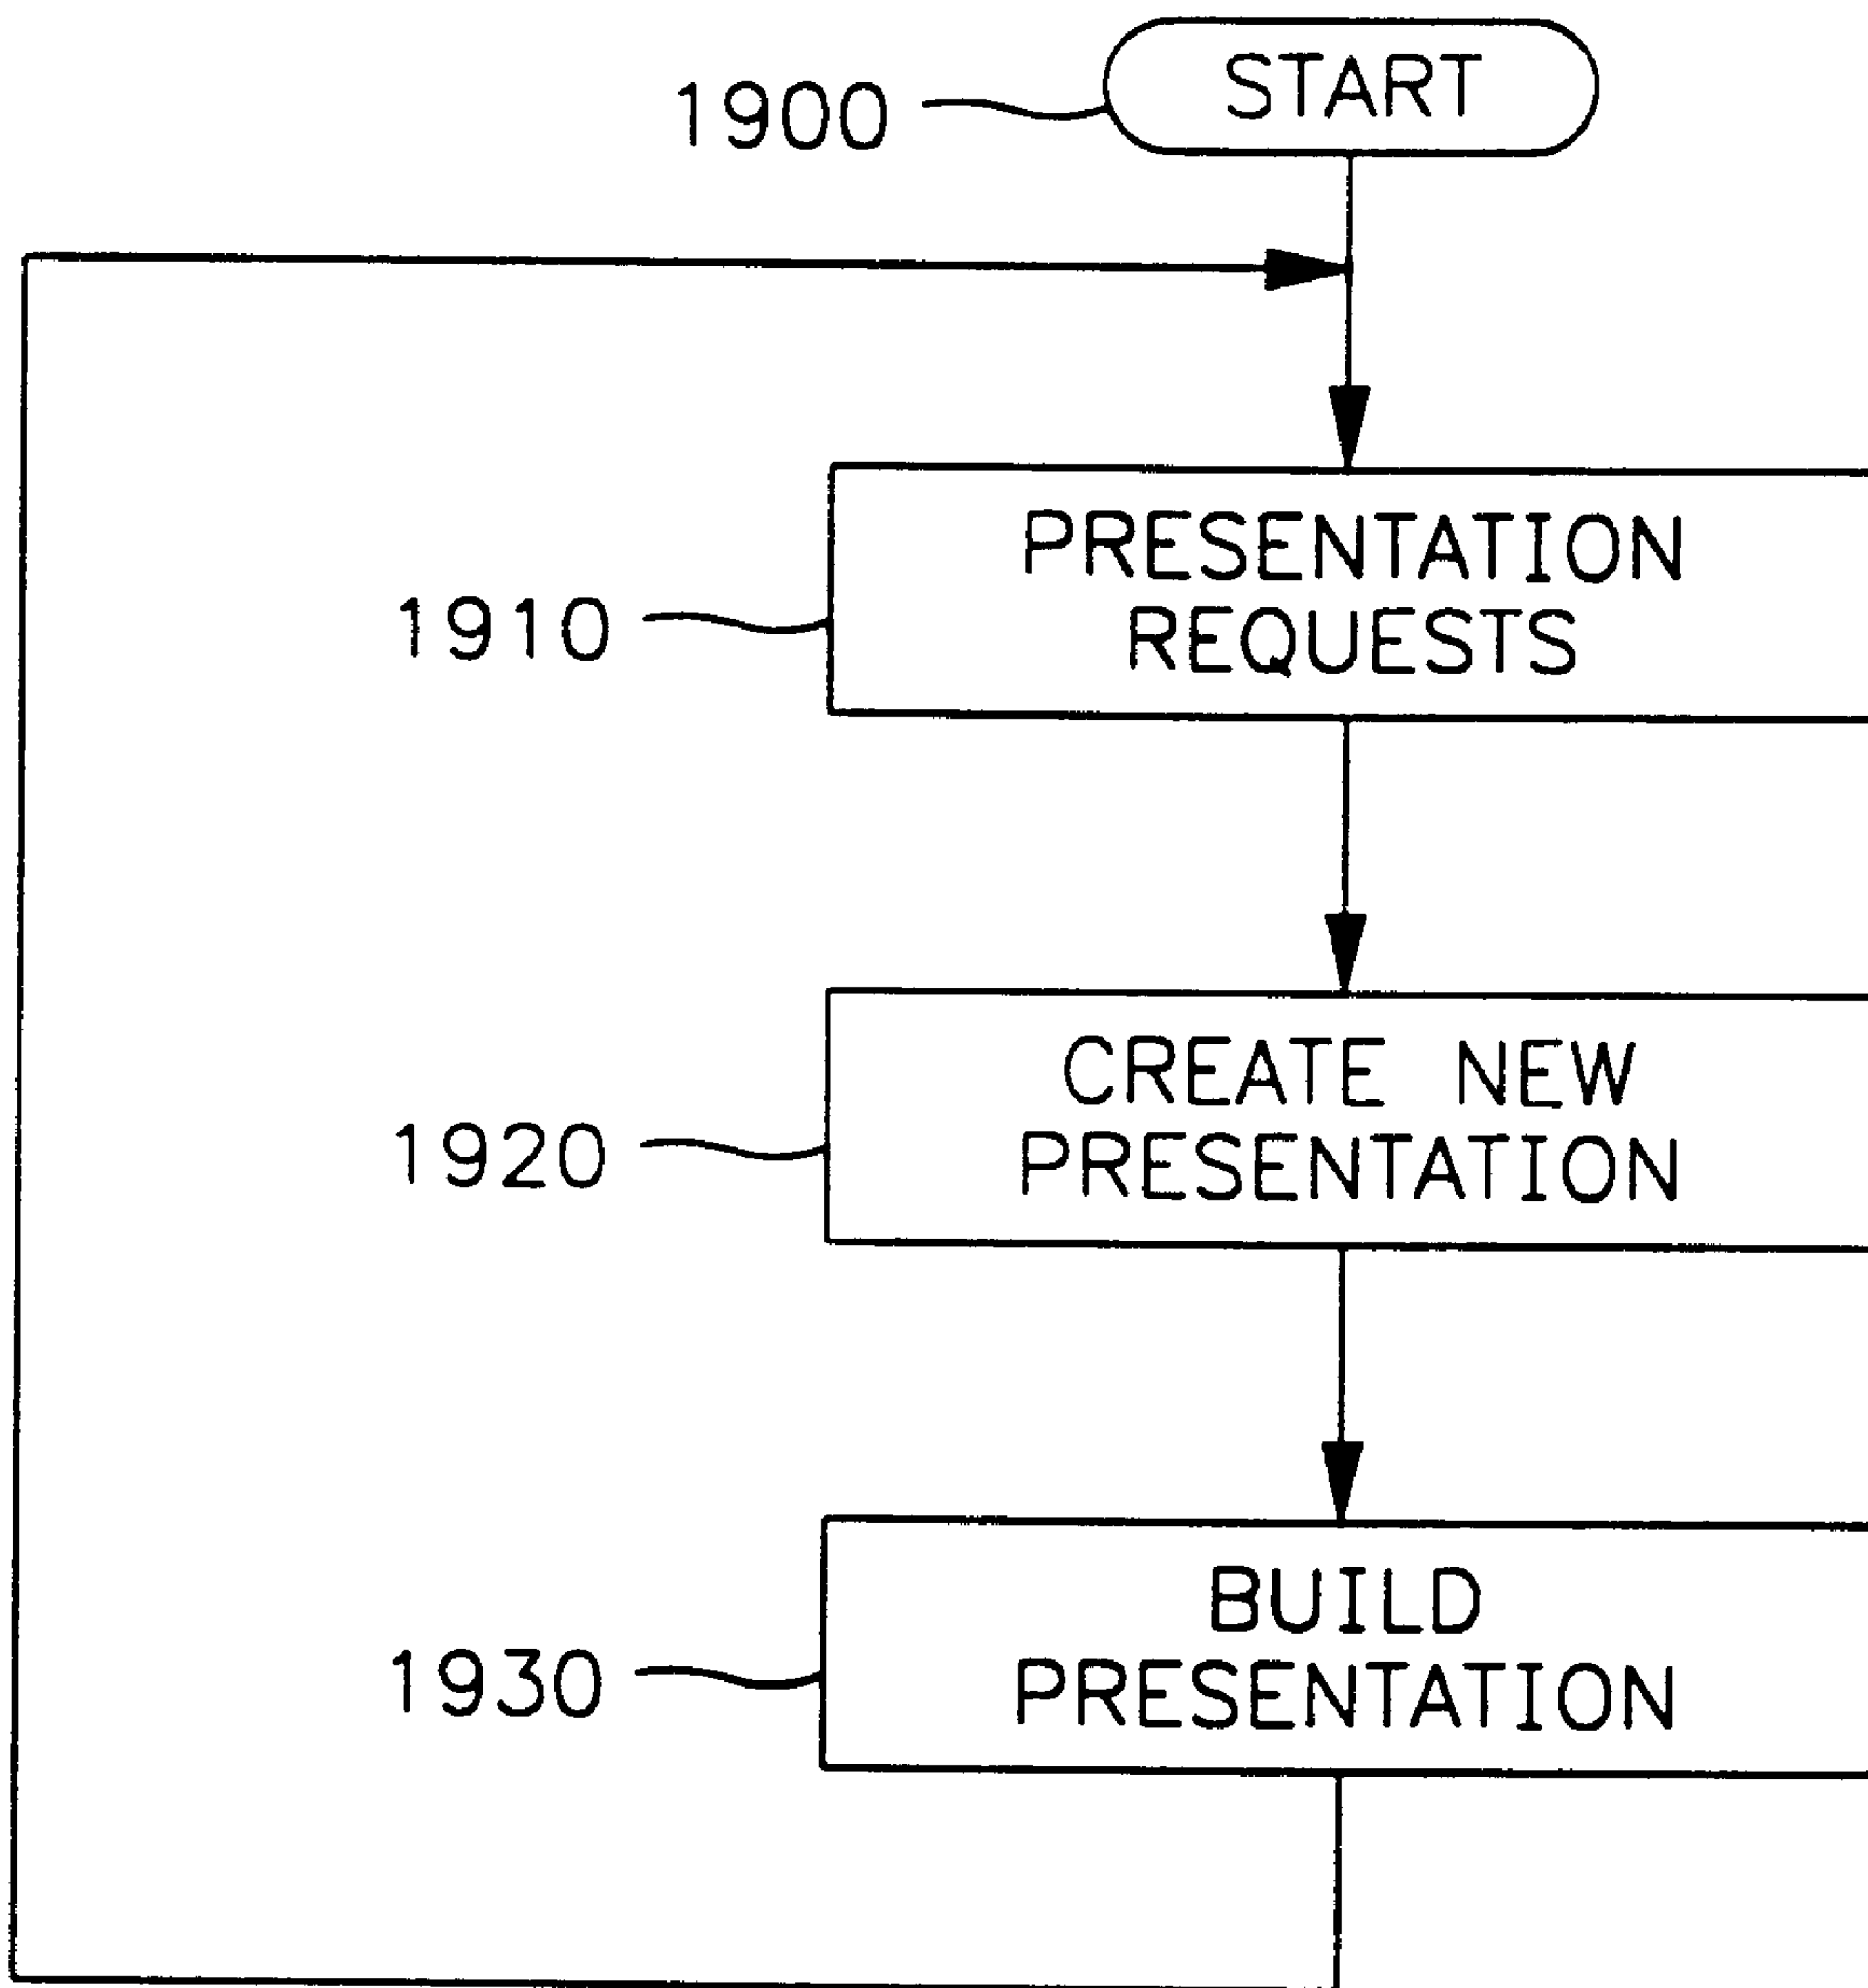 START
1900
PRESENTATION
REQUESTS
1910
CREATE NEW
PRESENTATION
1920
BUILD
PRESENTATION
1930